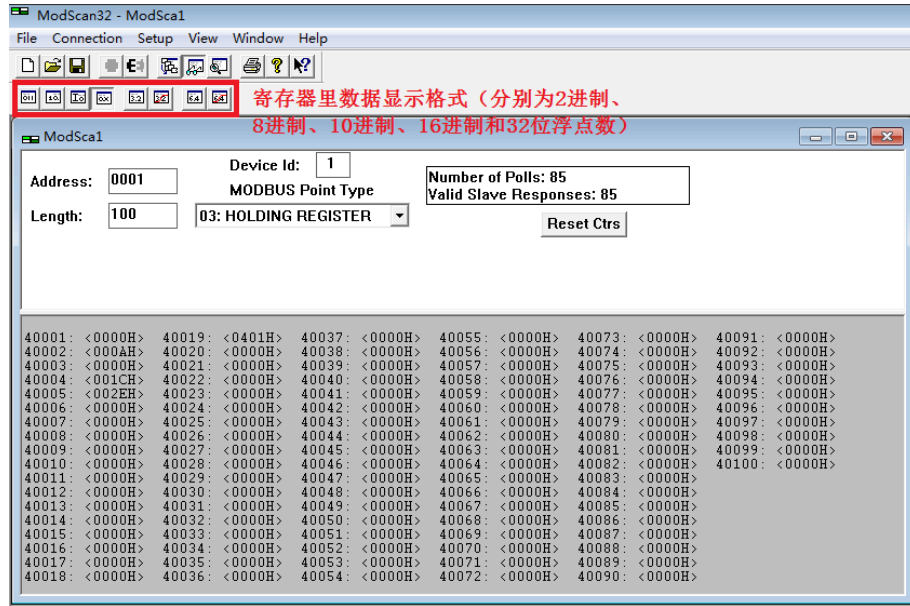 ModScan32 - ModSca1
File Connection Setup View Window Help
寄存器里数据显示格式（分别为2进制、
8进制、10进制、16进制和32位浮点数）
ModSca1
Address: 0001
Device Id: 1
MODBUS Point Type
Length: 100
03: HOLDING REGISTER
Number of Polls: 85
Valid Slave Responses: 85
Reset Ctrs
40001: <0000H> 40019: <0401H> 40037: <0000H> 40055: <0000H> 40073: <0000H> 40091: <0000H>
40002: <000AH> 40020: <0000H> 40038: <0000H> 40056: <0000H> 40074: <0000H> 40092: <0000H>
40003: <0000H> 40021: <0000H> 40039: <0000H> 40057: <0000H> 40075: <0000H> 40093: <0000H>
40004: <001CH> 40022: <0000H> 40040: <0000H> 40058: <0000H> 40076: <0000H> 40094: <0000H>
40005: <002EH> 40023: <0000H> 40041: <0000H> 40059: <0000H> 40077: <0000H> 40095: <0000H>
40006: <0000H> 40024: <0000H> 40042: <0000H> 40060: <0000H> 40078: <0000H> 40096: <0000H>
40007: <0000H> 40025: <0000H> 40043: <0000H> 40061: <0000H> 40079: <0000H> 40097: <0000H>
40008: <0000H> 40026: <0000H> 40044: <0000H> 40062: <0000H> 40080: <0000H> 40098: <0000H>
40009: <0000H> 40027: <0000H> 40045: <0000H> 40063: <0000H> 40081: <0000H> 40099: <0000H>
40010: <0000H> 40028: <0000H> 40046: <0000H> 40064: <0000H> 40082: <0000H> 40100: <0000H>
40011: <0000H> 40029: <0000H> 40047: <0000H> 40065: <0000H> 40083: <0000H>
40012: <0000H> 40030: <0000H> 40048: <0000H> 40066: <0000H> 40084: <0000H>
40013: <0000H> 40031: <0000H> 40049: <0000H> 40067: <0000H> 40085: <0000H>
40014: <0000H> 40032: <0000H> 40050: <0000H> 40068: <0000H> 40086: <0000H>
40015: <0000H> 40033: <0000H> 40051: <0000H> 40069: <0000H> 40087: <0000H>
40016: <0000H> 40034: <0000H> 40052: <0000H> 40070: <0000H> 40088: <0000H>
40017: <0000H> 40035: <0000H> 40053: <0000H> 40071: <0000H> 40089: <0000H>
40018: <0000H> 40036: <0000H> 40054: <0000H> 40072: <0000H> 40090: <0000H>